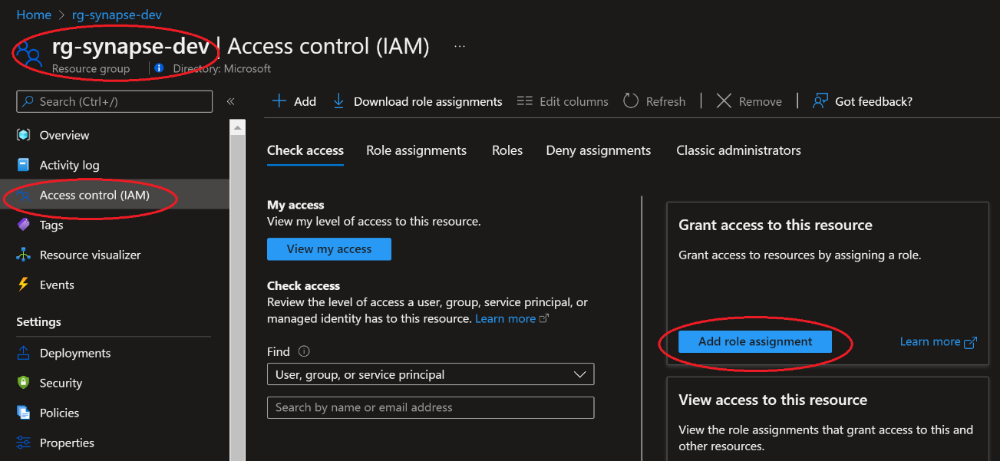 Home > rg-synapse-dev
rg-synapse-dev | Access control (IAM) ...
Resource group
Directory: Microsoft
Search (Ctrl+/)
«
Overview
Activity log
Access control (IAM)
Tags
Resource visualizer
Events
Settings
Deployments
Security
Policies
Properties
Add
Download role assignments
Edit columns
Refresh
Remove
Got feedback?
Check access
Role assignments
Roles
Deny assignments
Classic administrators
My access
View my level of access to this resource.
View my access
Check access
Review the level of access a user, group, service principal, or
managed identity has to this resource. Learn more
Find
User, group, or service principal
Search by name or email address
Grant access to this resource
Grant access to resources by assigning a role.
Add role assignment
Learn more
View access to this resource
View the role assignments that grant access to this and
other resources.